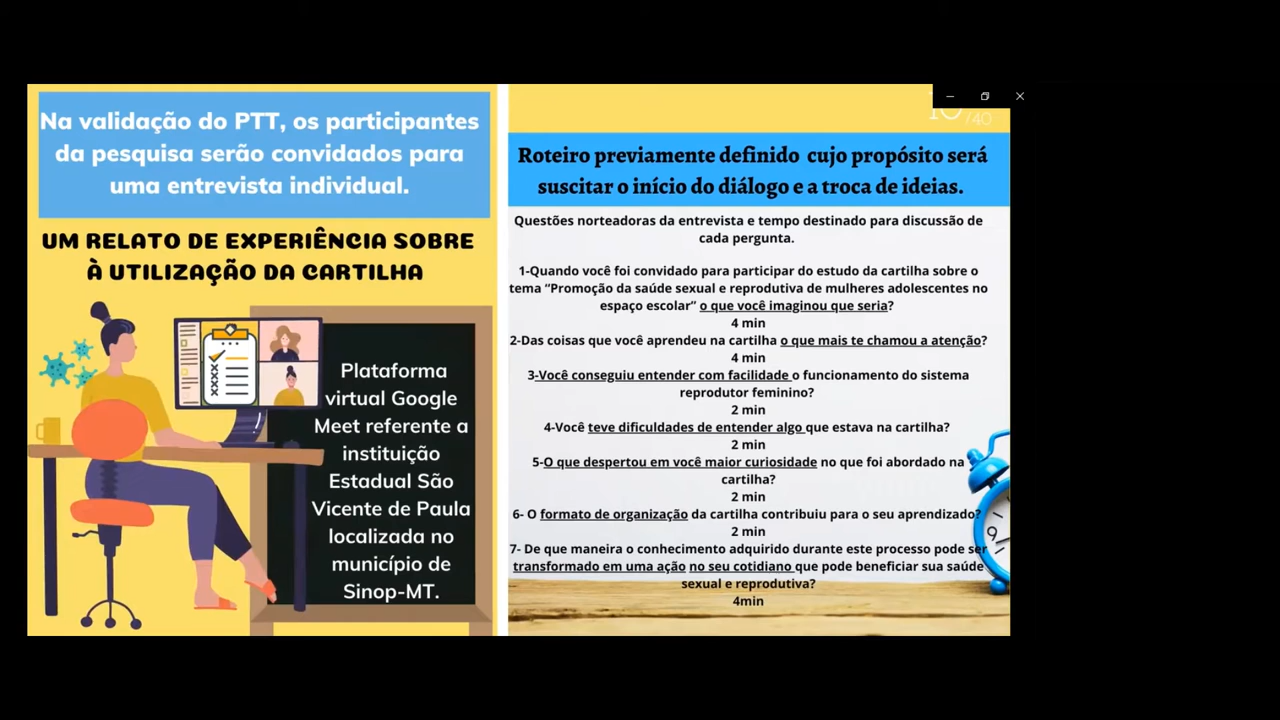 Na validação do PTT, os participantes
da pesquisa serão convidados para
uma entrevista individual.
UM RELATO DE EXPERIÊNCIA SOBRE
À UTILIZAÇÃO DA CARTILHA
Plataforma
virtual Google
Meet referente a
instituição
Estadual São
Vicente de Paula
localizada no
município de
Sinop-MT.
/40
Roteiro previamente definido cujo propósito será
suscitar o início do diálogo e a troca de ideias.
Questões norteadoras da entrevista e tempo destinado para discussão de
cada pergunta.
1-Quando você foi convidado para participar do estudo da cartilha sobre o
tema “Promoção da saúde sexual e reprodutiva de mulheres adolescentes no
espaço escolar” o que você imaginou que seria?
4 min
2-Das coisas que você aprendeu na cartilha o que mais te chamou a atenção?
4 min
3-Você conseguiu entender com facilidade o funcionamento do sistema
reprodutor feminino?
2 min
4-Você teve dificuldades de entender algo que estava na cartilha?
2 min
5-O que despertou em você maior curiosidade no que foi abordado na
cartilha?
2 min
6- O formato de organização da cartilha contribuiu para o seu aprendizado?
2 min
7- De que maneira o conhecimento adquirido durante este processo pode ser
transformado em uma ação no seu cotidiano que pode beneficiar sua saúde
sexual e reprodutiva?
4min
9